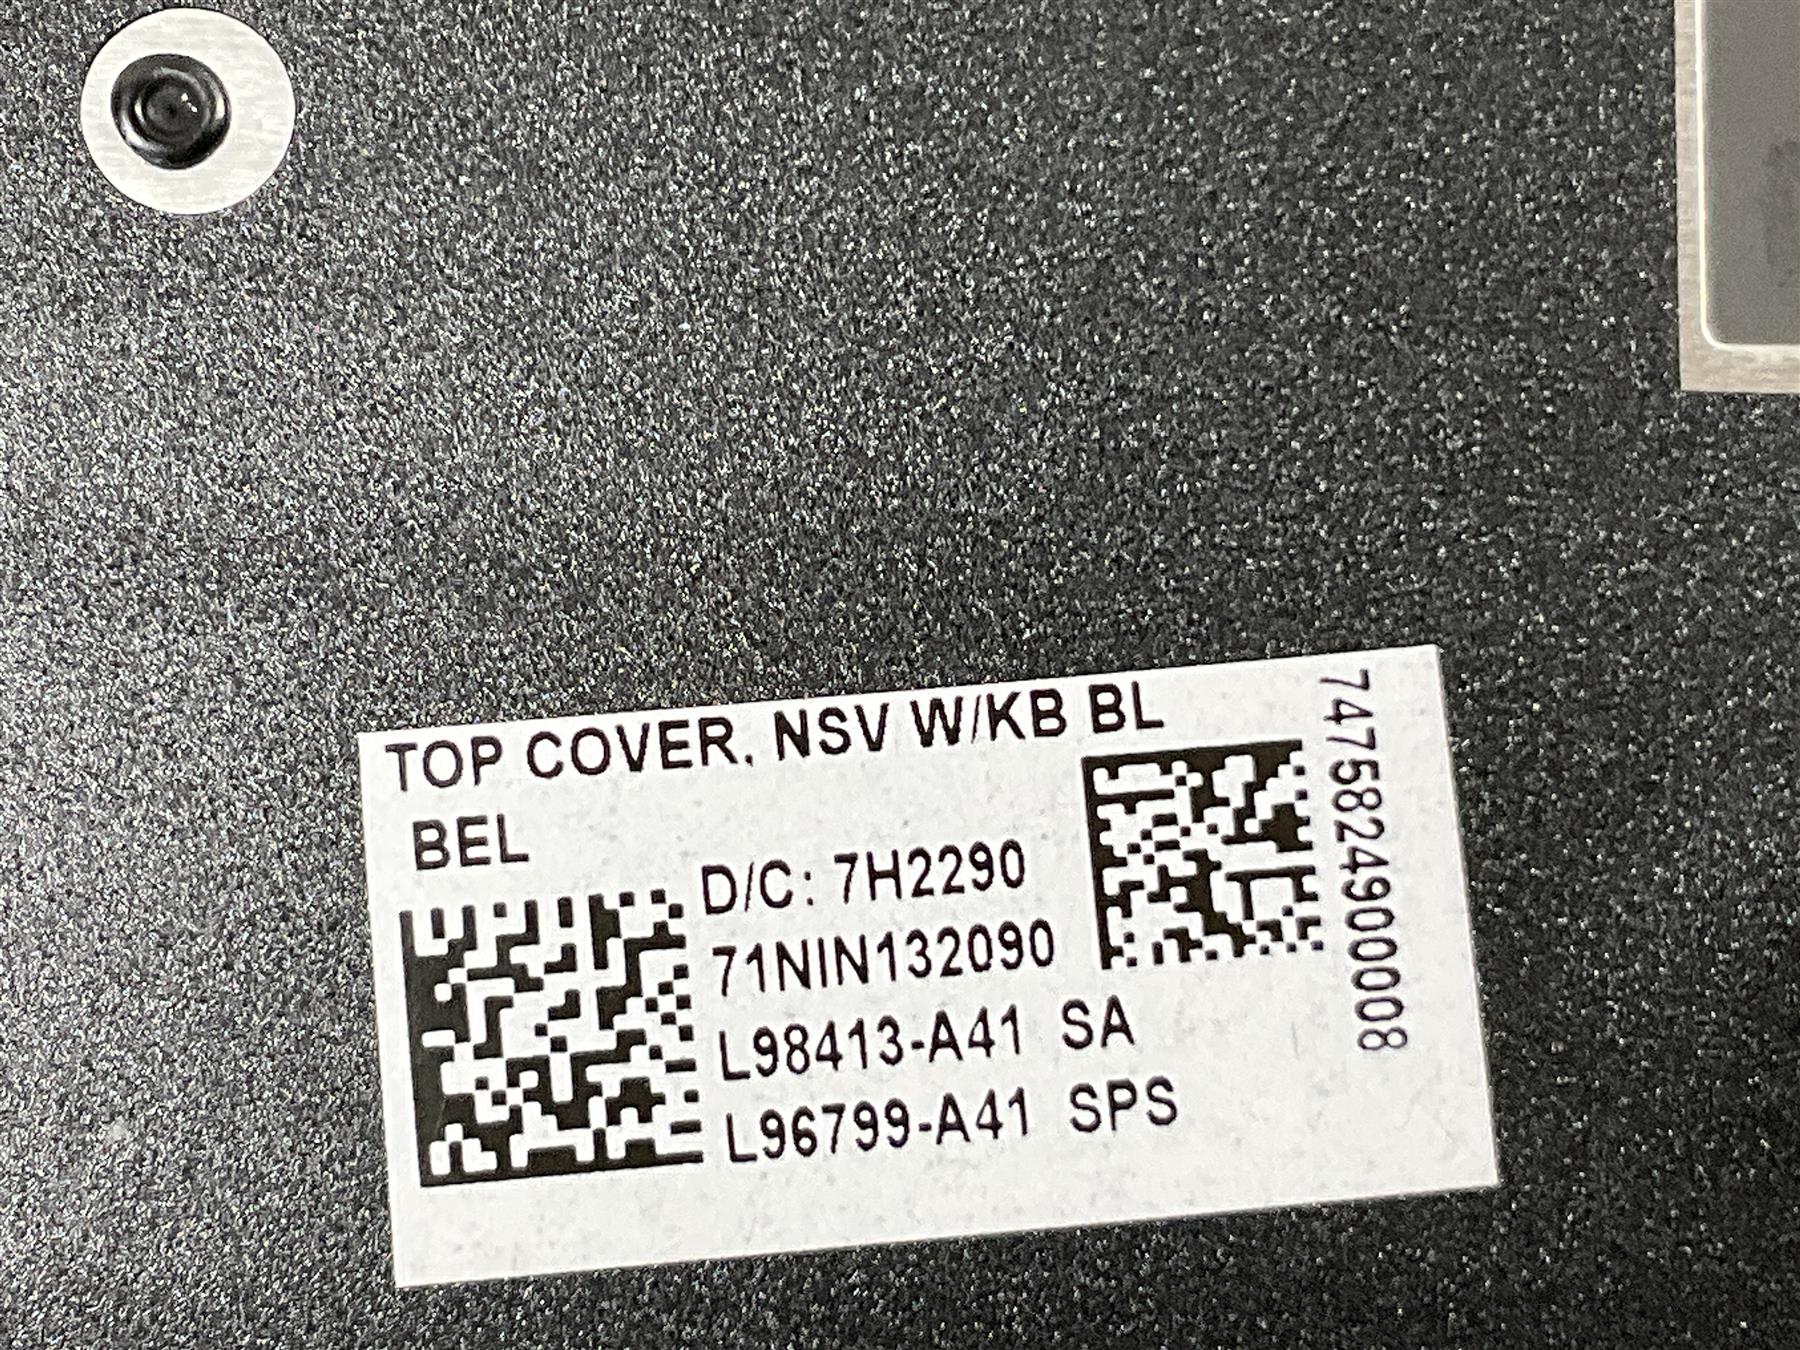 TOP COVER, NSV W/KB BL
BEL
D/C: 7H2290
71NIN132090
L98413-A41 SA
L96799-A41 SPS
7475824900008